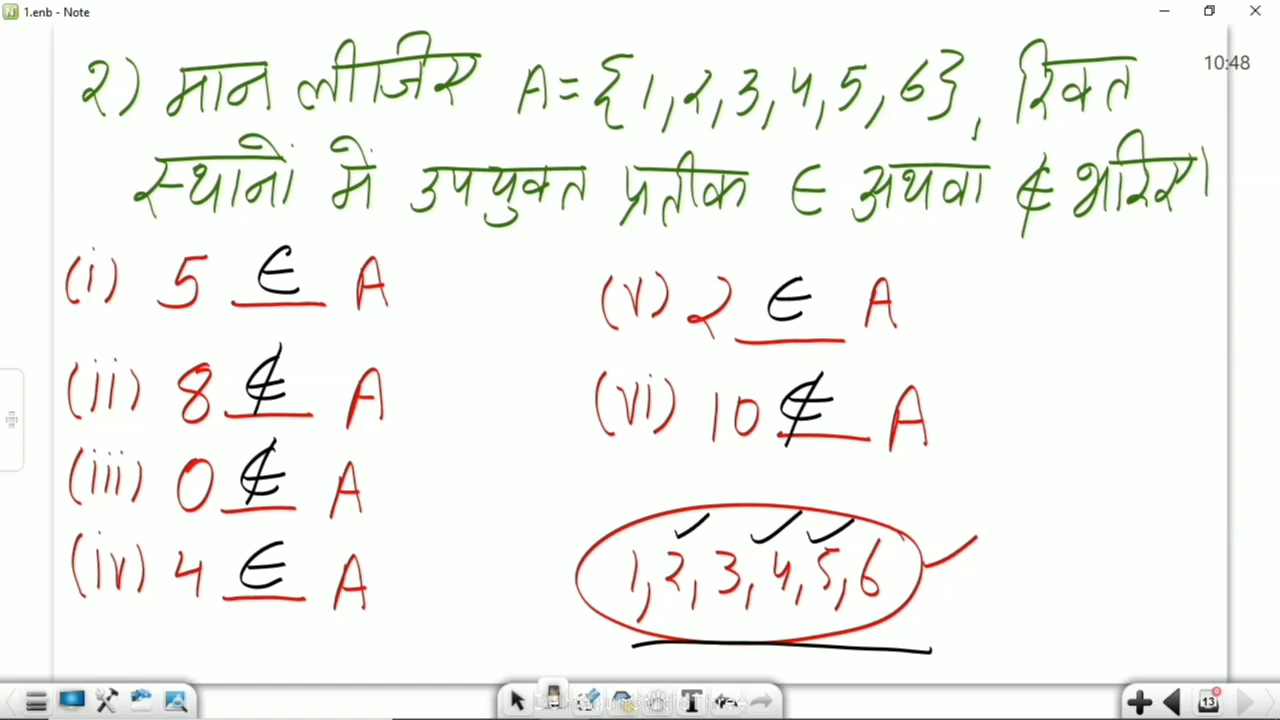 1.enb - Note
10:48
२) मान लीजिए A={1,2,3,4,5,6}, रिक्त
स्थानों में उपयुक्त प्रतीक ∈ अथवा ∉ भरिए।
(i) 5 ∈ A
(ii) 8 ∉ A
(iii) 0 ∉ A
(iv) 4 ∈ A
(v) 2 ∈ A
(vi) 10 ∉ A
1,2,3,4,5,6
13